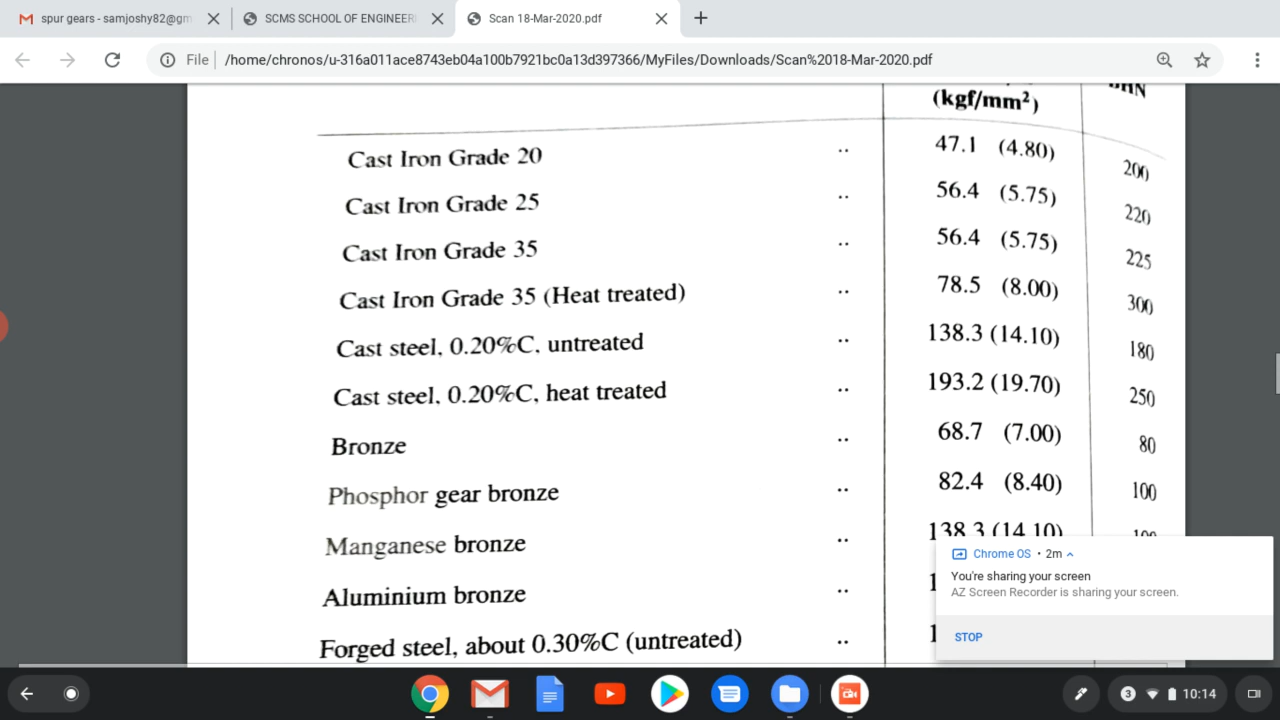 spur gears - samjoshy82@gm
SCMS SCHOOL OF ENGINEER
Scan 18-Mar-2020.pdf
File /home/chronos/u-316a011ace8743eb04a100b7921bc0a13d397366/MyFiles/Downloads/Scan%2018-Mar-2020.pdf
(kgf/mm²)
Cast Iron Grade 20 .. 47.1 (4.80) 200
Cast Iron Grade 25 .. 56.4 (5.75) 220
Cast Iron Grade 35 .. 56.4 (5.75) 225
Cast Iron Grade 35 (Heat treated) .. 78.5 (8.00) 300
Cast steel, 0.20%C, untreated .. 138.3 (14.10) 180
Cast steel, 0.20%C, heat treated .. 193.2 (19.70) 250
Bronze .. 68.7 (7.00) 80
Phosphor gear bronze .. 82.4 (8.40) 100
Manganese bronze .. 138.3 (14.10)
Aluminium bronze ..
Forged steel, about 0.30%C (untreated) ..
Chrome OS • 2m
You're sharing your screen
AZ Screen Recorder is sharing your screen.
STOP
3 10:14